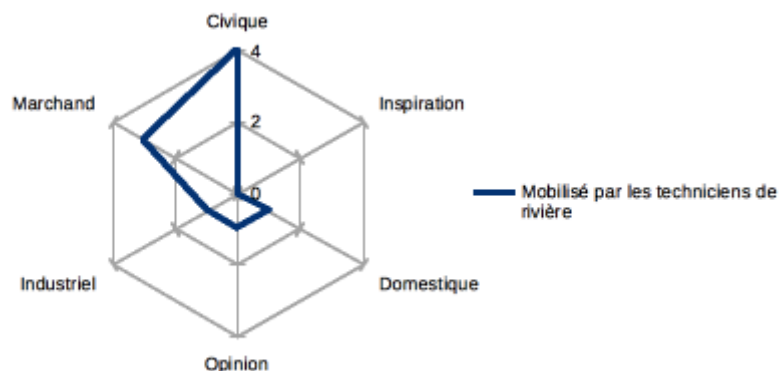 Civique
4
Marchand
Inspiration
2
0
Mobilisé par les techniciens de
rivière
Industriel
Domestique
Opinion